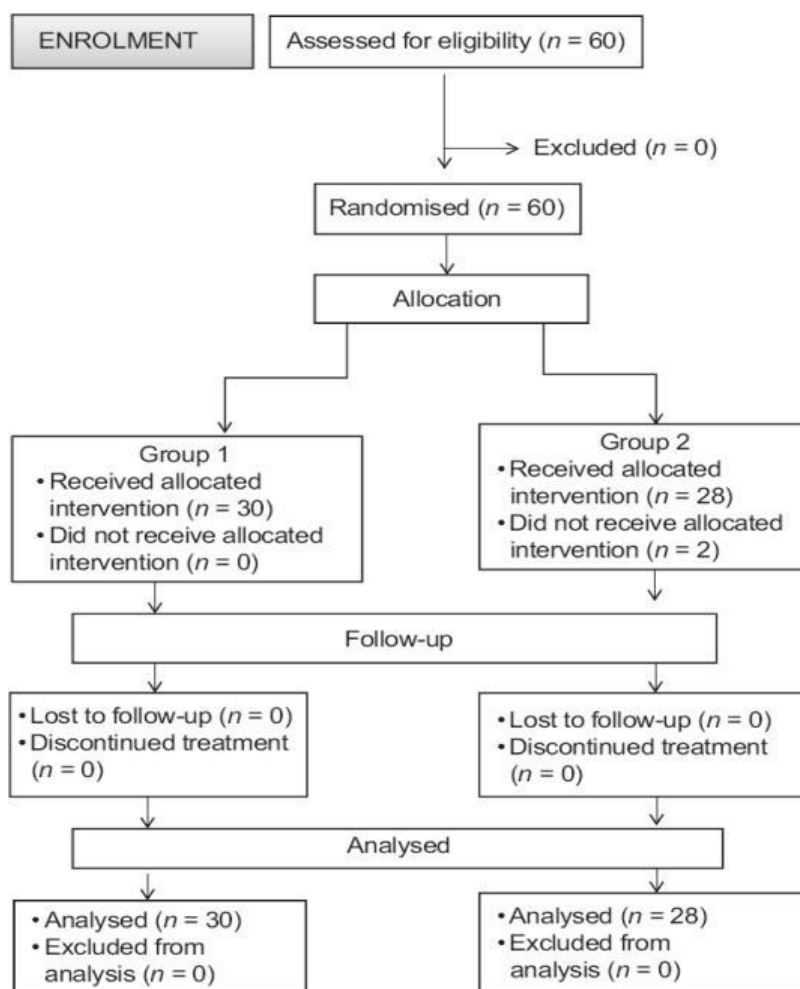 ENROLMENT
Assessed for eligibility (n = 60)
Excluded (n = 0)
Randomised (n = 60)
Allocation
Group 1
• Received allocated
intervention (n = 30)
• Did not receive allocated
intervention (n = 0)
Group 2
• Received allocated
intervention (n = 28)
• Did not receive allocated
intervention (n = 2)
Follow-up
• Lost to follow-up (n = 0)
• Discontinued treatment
(n = 0)
• Lost to follow-up (n = 0)
• Discontinued treatment
(n = 0)
Analysed
• Analysed (n = 30)
• Excluded from
analysis (n = 0)
• Analysed (n = 28)
• Excluded from
analysis (n = 0)